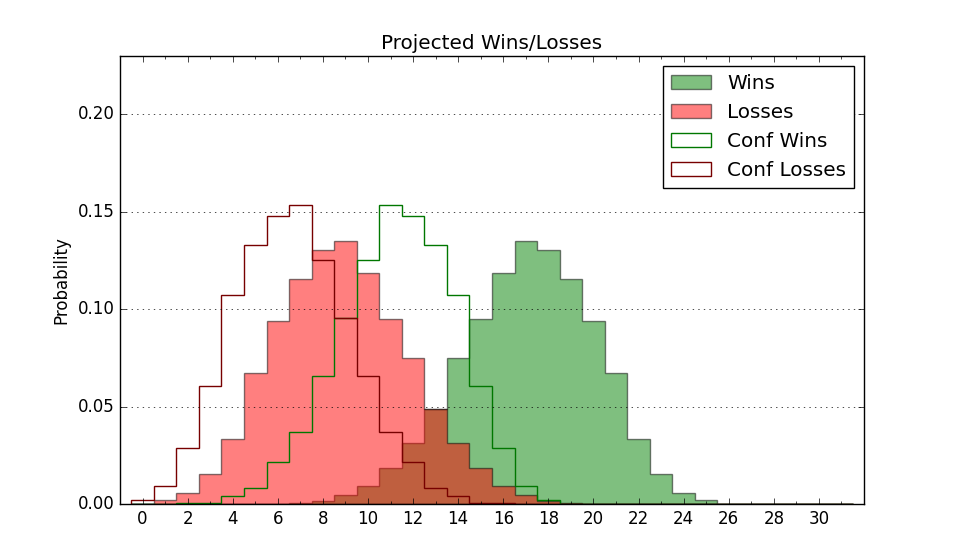 Projected Wins/Losses
Wins
Losses
Conf Wins
Conf Losses
Probability
0.20
0.15
0.10
0.05
0.00
0 2 4 6 8 10 12 14 16 18 20 22 24 26 28 30